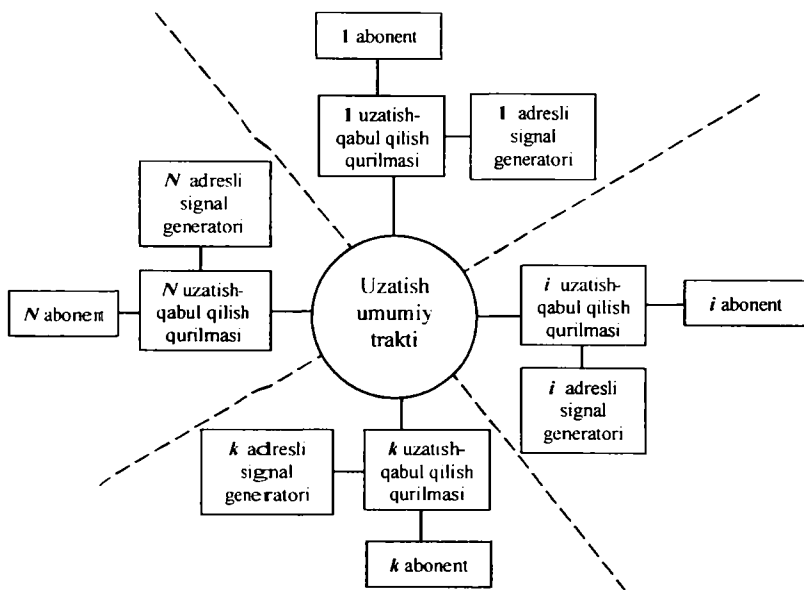 1 abonent
1 uzatish-
qabul qilish
qurilmasi
1 adresli
signal
generatori
N adresli
signal
generatori
N abonent
N uzatish-
qabul qilish
qurilmasi
Uzatish
umumiy
trakti
i uzatish-
qabul qilish
qurilmasi
i abonent
i adresli
signal
generatori
k adresli
signal
generatori
k uzatish-
qabul qilish
qurilmasi
k abonent